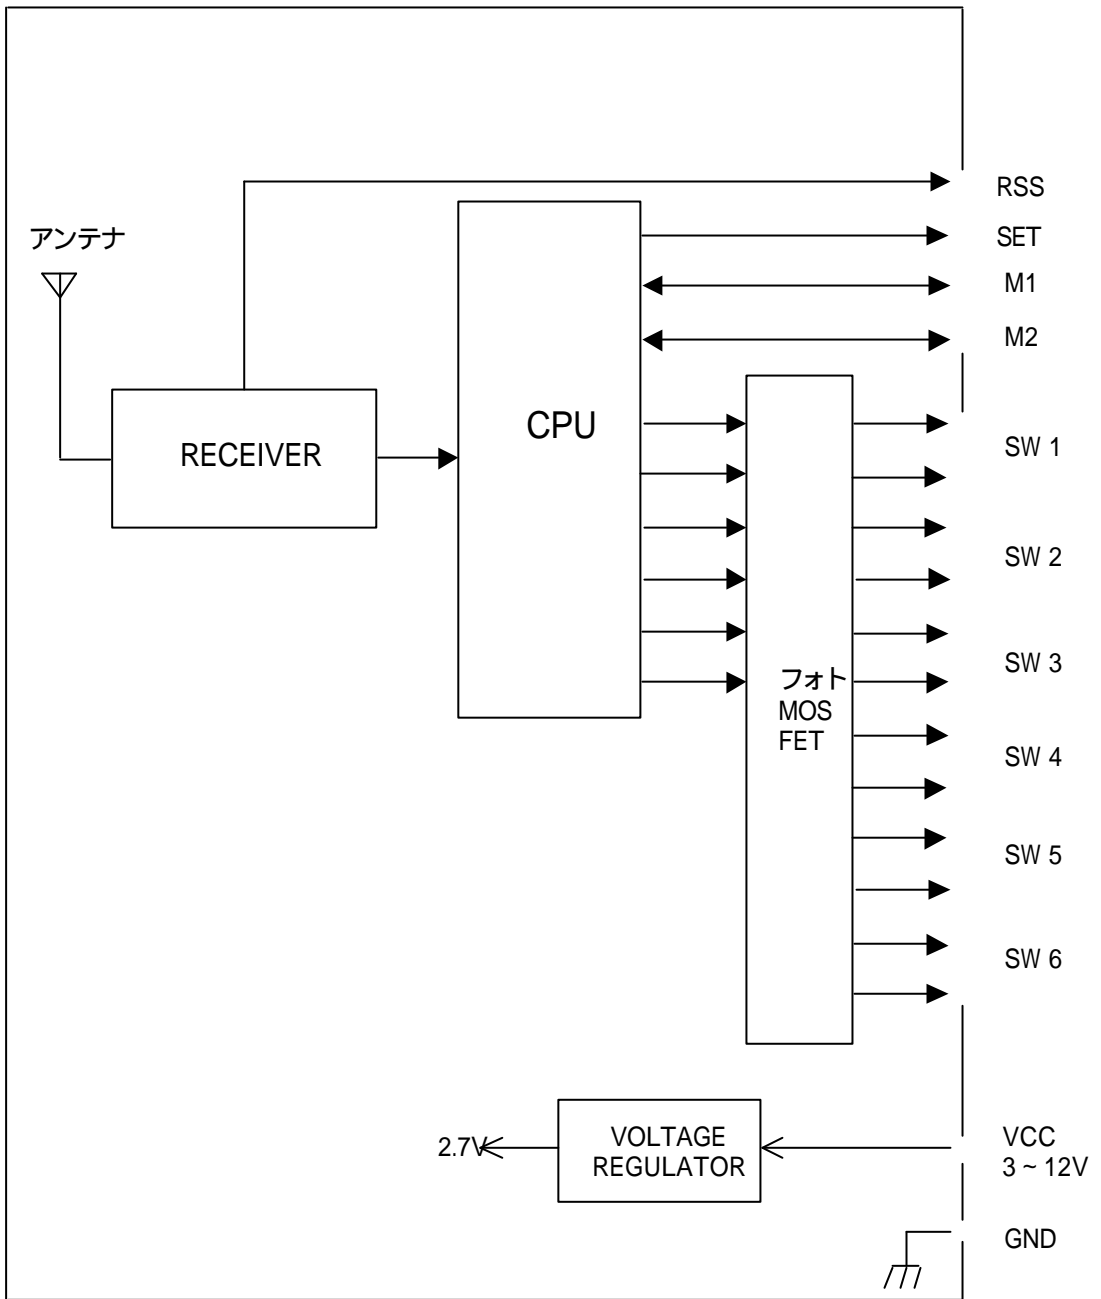 RSS
アンテナ
SET
M1
M2
CPU
RECEIVER
SW 1
SW 2
SW 3
フォト
MOS
FET
SW 4
SW 5
SW 6
2.7V
VOLTAGE
REGULATOR
VCC
3 ~ 12V
GND